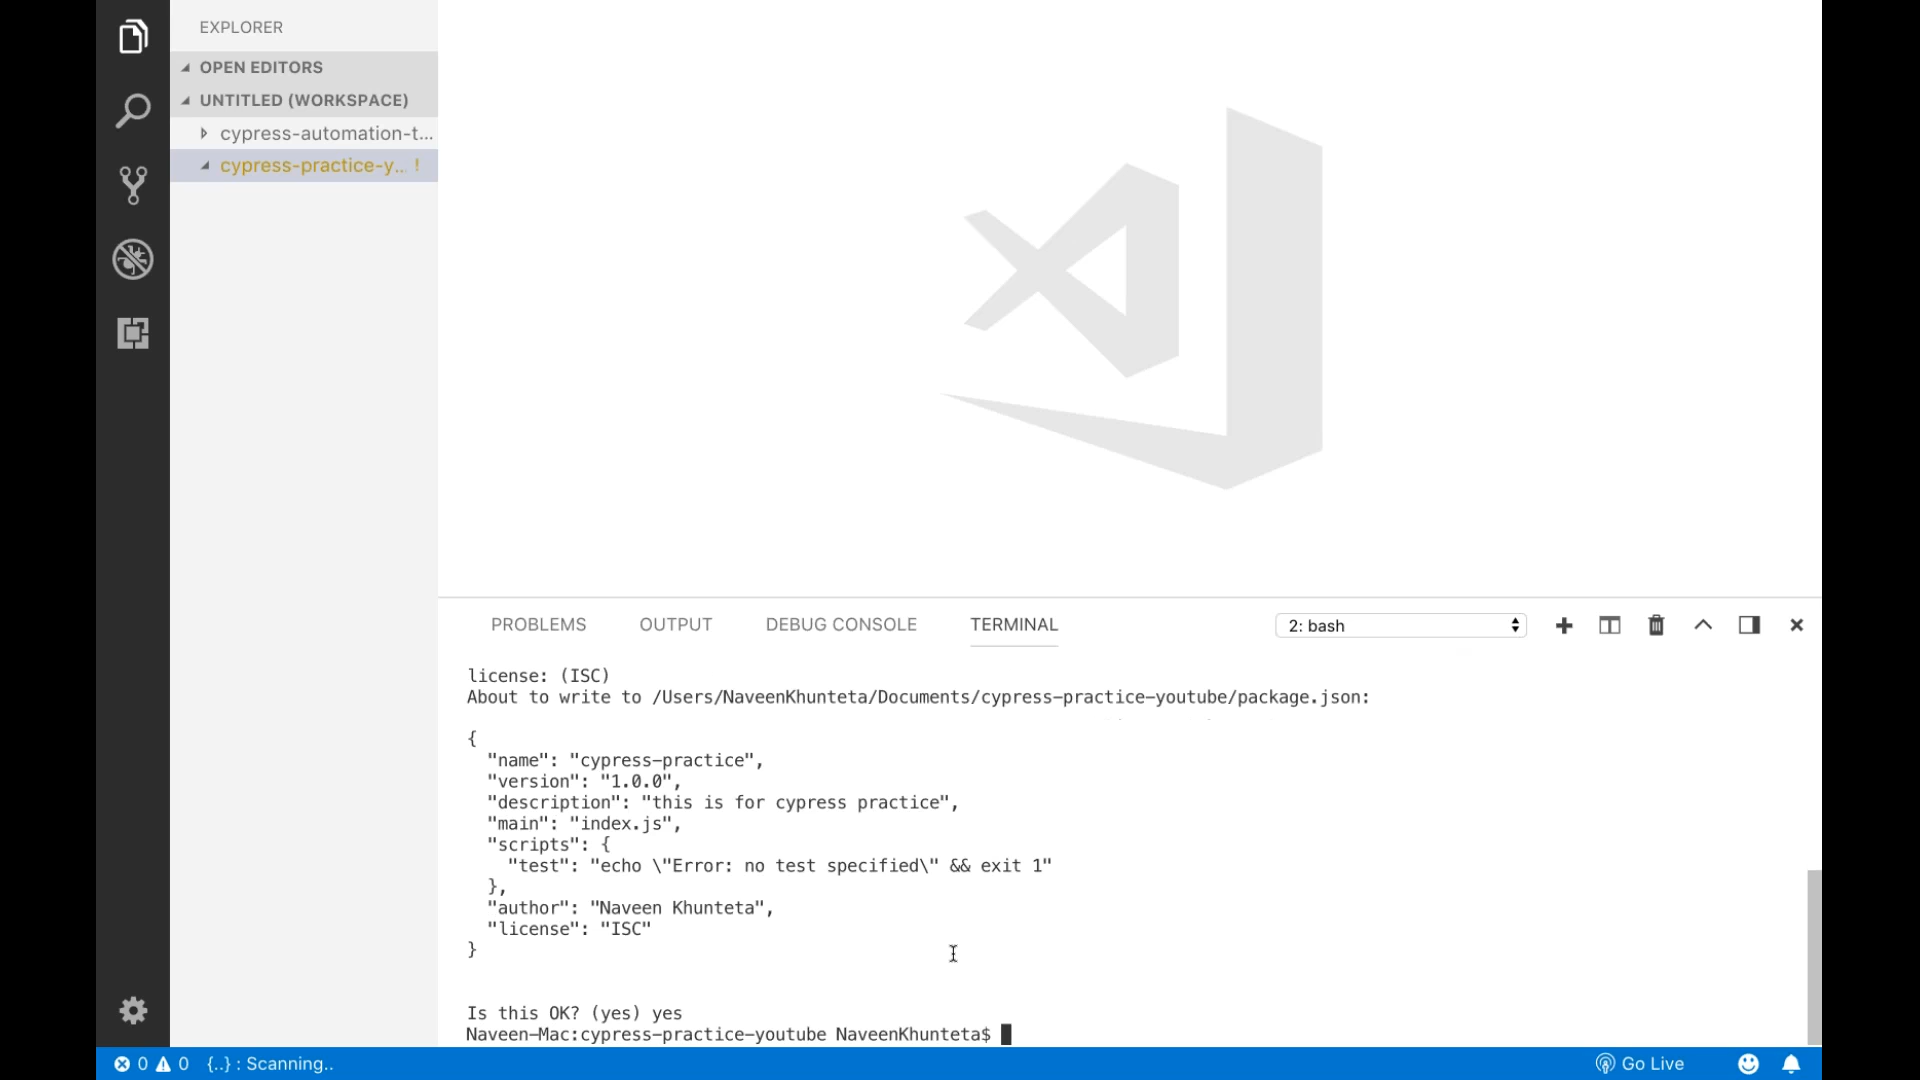 EXPLORER
OPEN EDITORS
UNTITLED (WORKSPACE)
cypress-automation-t...
cypress-practice-y... !
PROBLEMS OUTPUT DEBUG CONSOLE TERMINAL 2: bash
license: (ISC)
About to write to /Users/NaveenKhunteta/Documents/cypress-practice-youtube/package.json:
{
"name": "cypress-practice",
"version": "1.0.0",
"description": "this is for cypress practice",
"main": "index.js",
"scripts": {
"test": "echo \"Error: no test specified\" && exit 1"
},
"author": "Naveen Khunteta",
"license": "ISC"
}
Is this OK? (yes) yes
Naveen-Mac:cypress-practice-youtube NaveenKhunteta$
0 0 {..} : Scanning.. Go Live